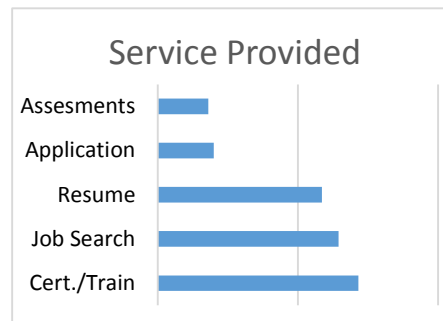 Service Provided
Assesments
Application
Resume
Job Search
Cert./Train